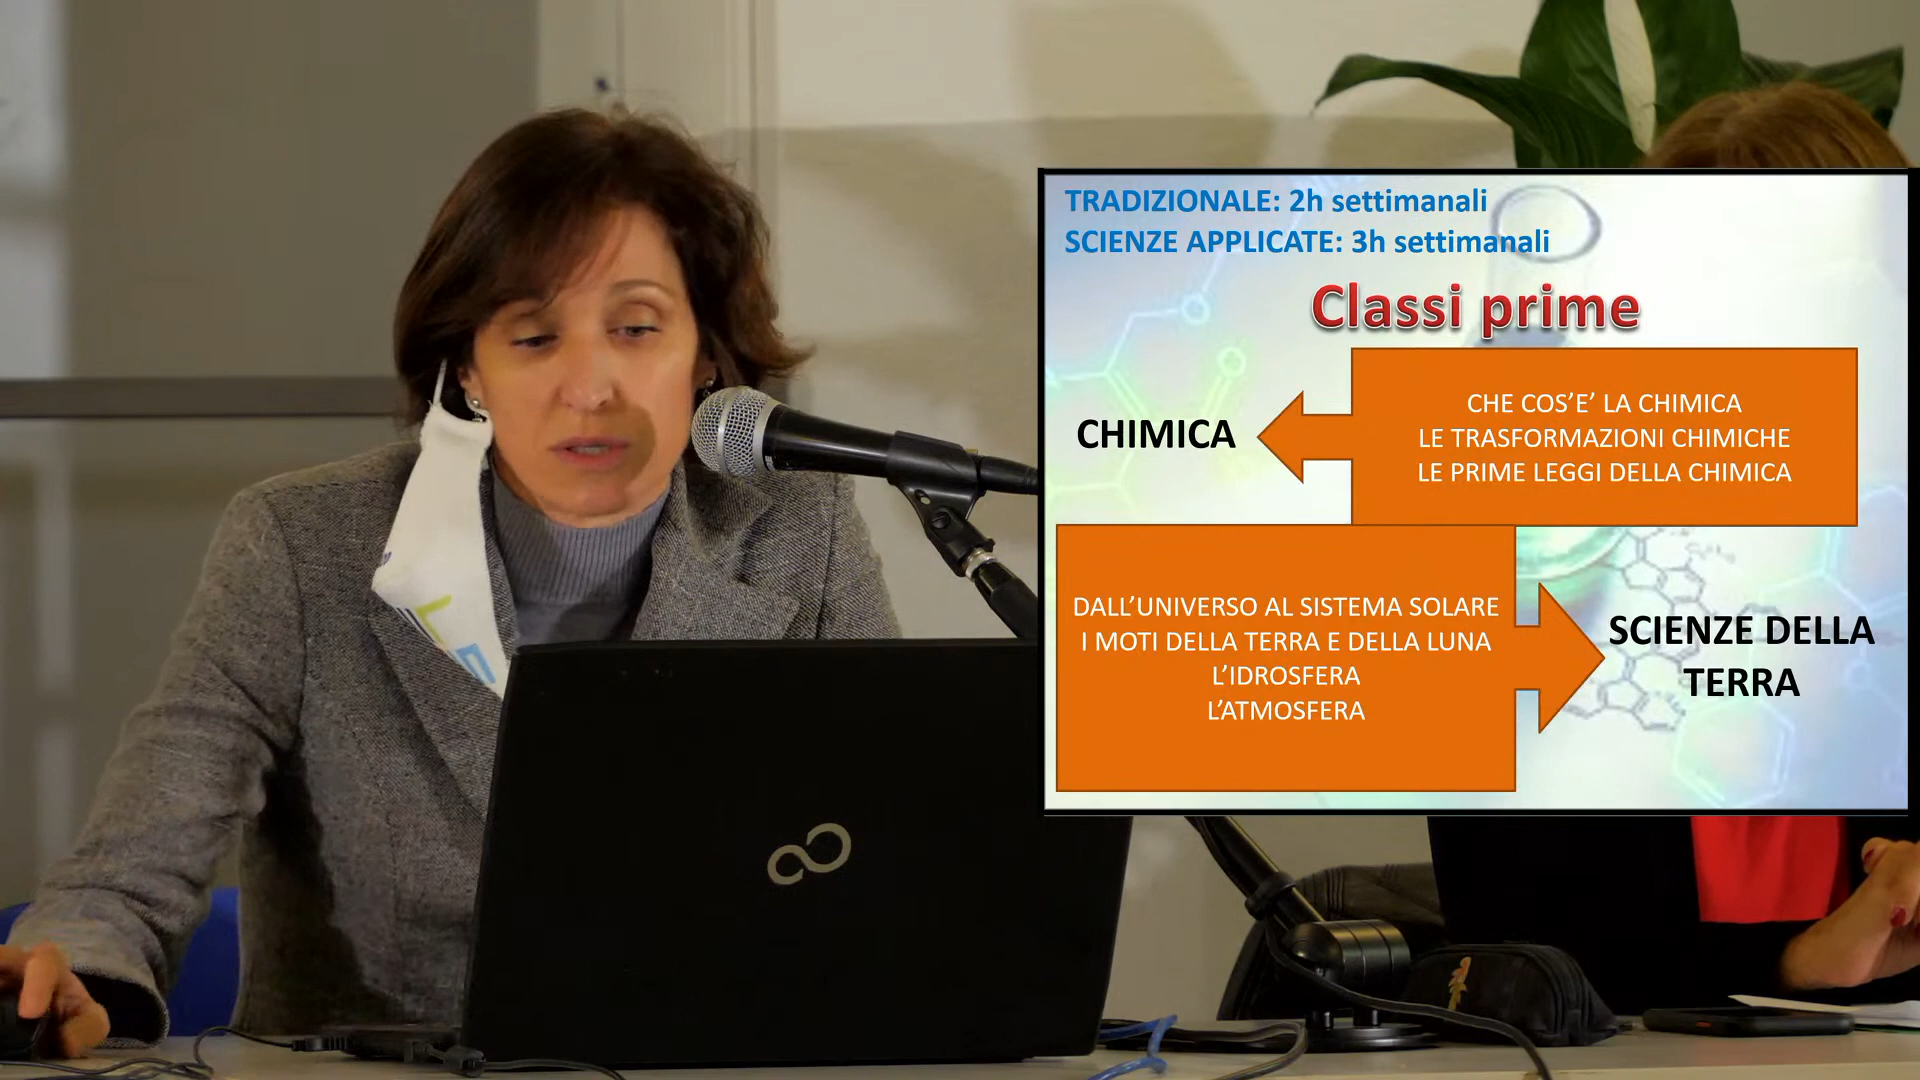 TRADIZIONALE: 2h settimanali
SCIENZE APPLICATE: 3h settimanali
Classi prime
CHIMICA
CHE COS'E' LA CHIMICA
LE TRASFORMAZIONI CHIMICHE
LE PRIME LEGGI DELLA CHIMICA
DALL'UNIVERSO AL SISTEMA SOLARE
I MOTI DELLA TERRA E DELLA LUNA
L'IDROSFERA
L'ATMOSFERA
SCIENZE DELLA
TERRA